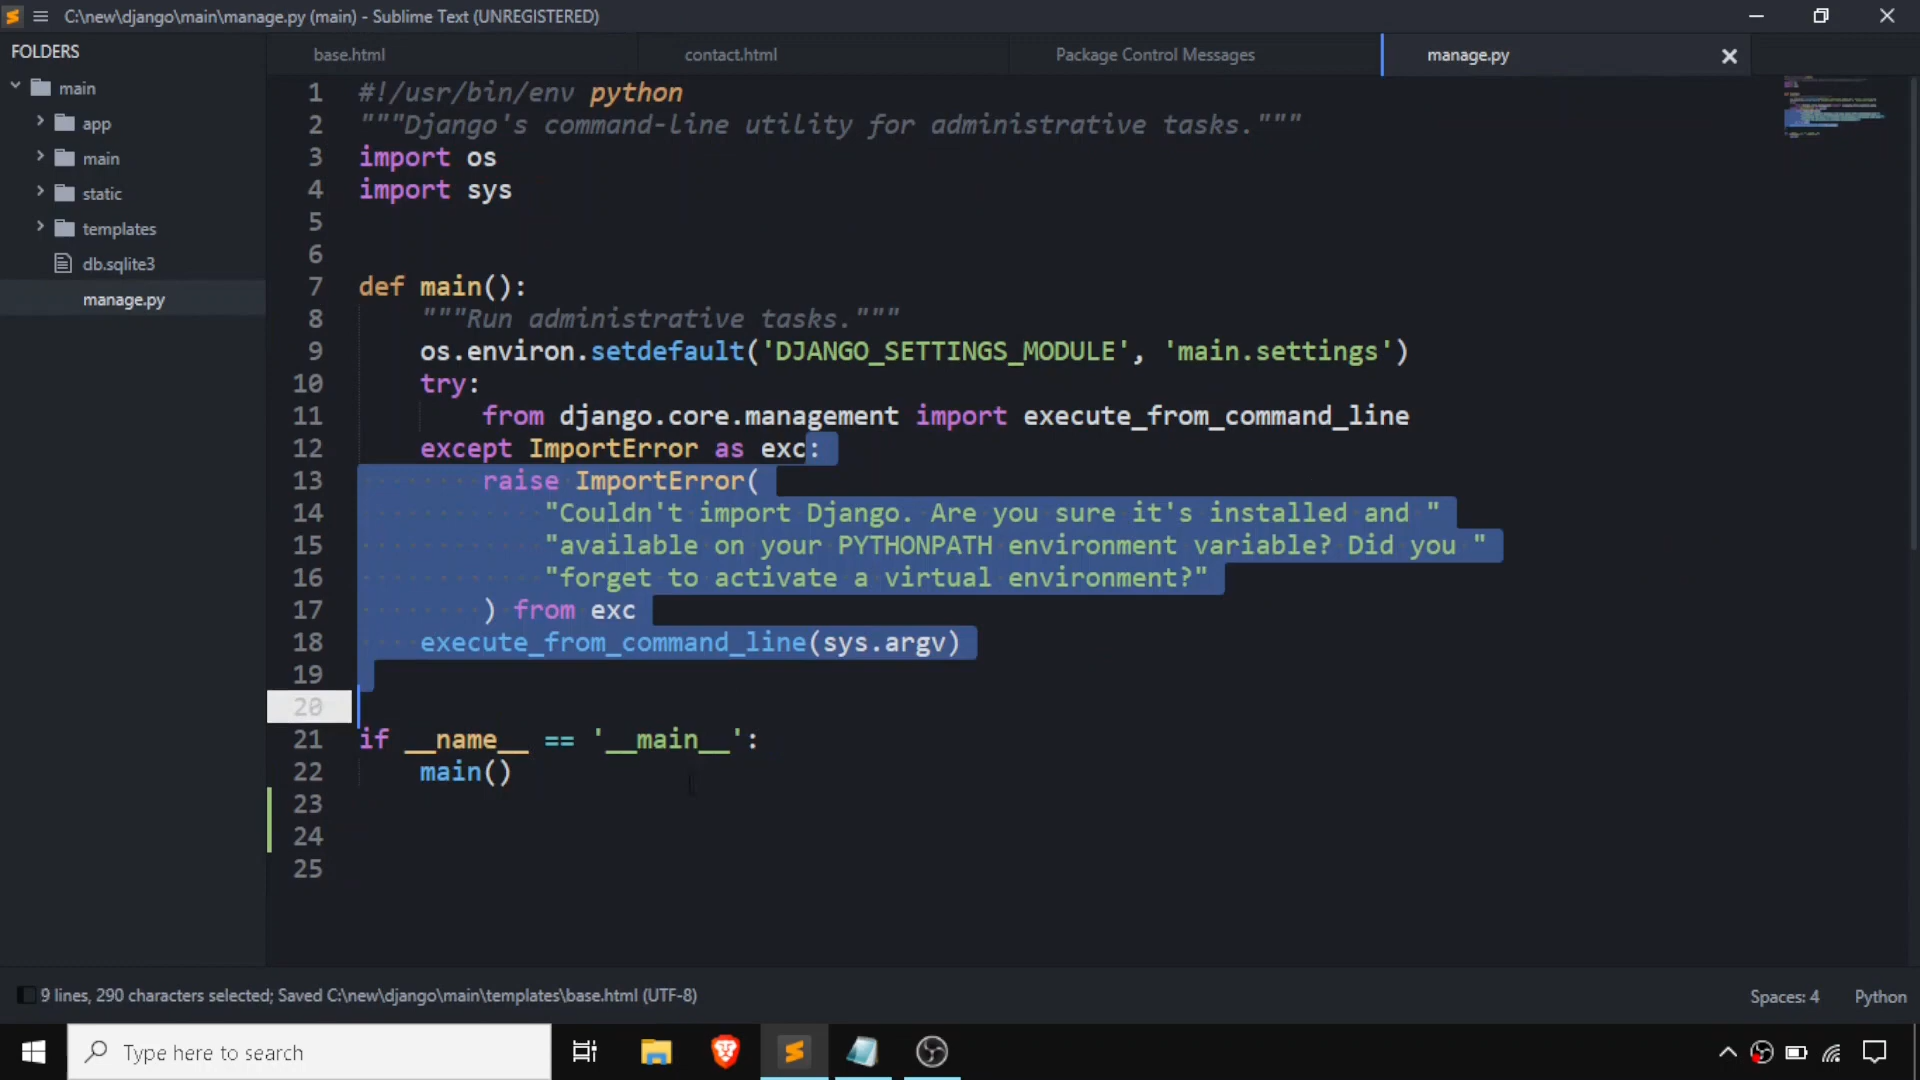 C:\new\django\main\manage.py (main) - Sublime Text (UNREGISTERED)
FOLDERS
main
app
main
static
templates
db.sqlite3
manage.py
base.html
contact.html
Package Control Messages
manage.py
1 #!/usr/bin/env python
2 """Django's command-line utility for administrative tasks."""
3 import os
4 import sys
5
6
7 def main():
8 """Run administrative tasks."""
9 os.environ.setdefault('DJANGO_SETTINGS_MODULE', 'main.settings')
10 try:
11 from django.core.management import execute_from_command_line
12 except ImportError as exc:
13 raise ImportError(
14 "Couldn't import Django. Are you sure it's installed and "
15 "available on your PYTHONPATH environment variable? Did you "
16 "forget to activate a virtual environment?"
17 ) from exc
18 execute_from_command_line(sys.argv)
19
20
21 if __name__ == '__main__':
22 main()
23
24
25
9 lines, 290 characters selected; Saved C:\new\django\main\templates\base.html (UTF-8)
Spaces: 4
Python
Type here to search